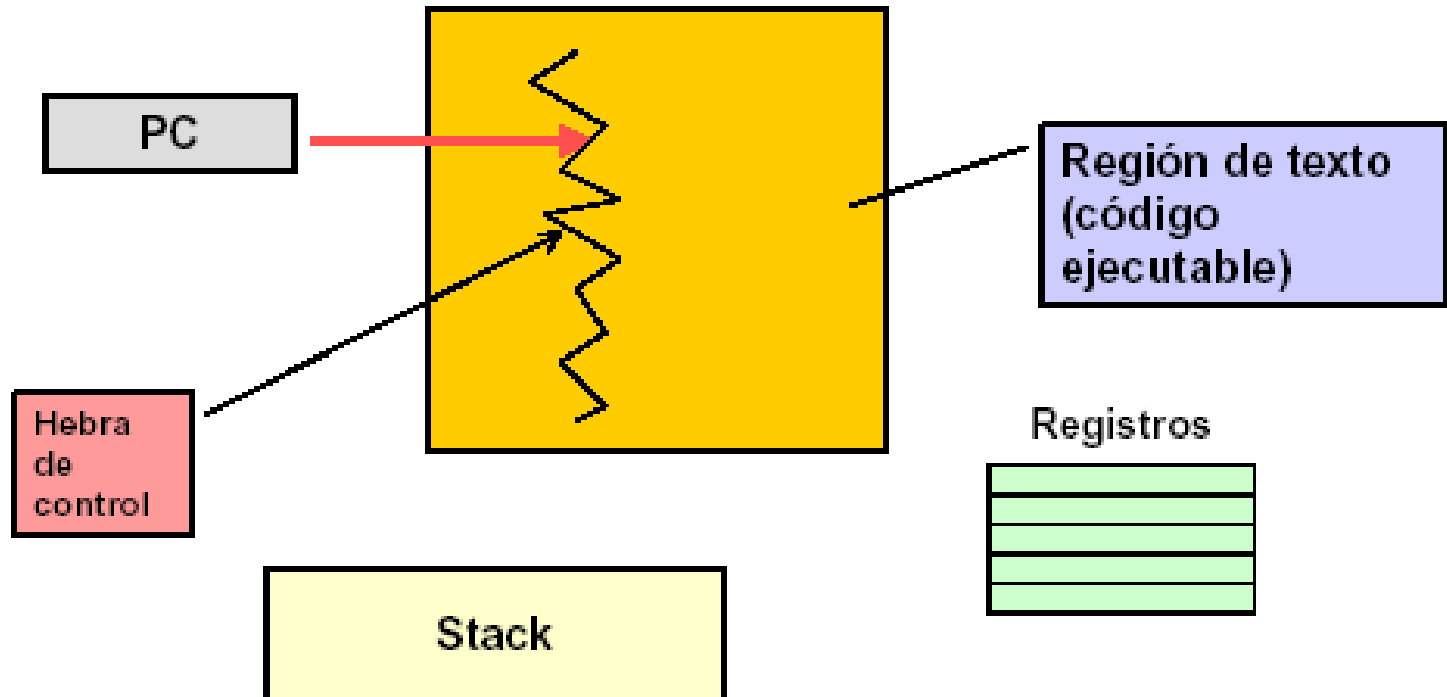 PC
Región de texto
(código
ejecutable)
Hebra
de
control
Registros
Stack